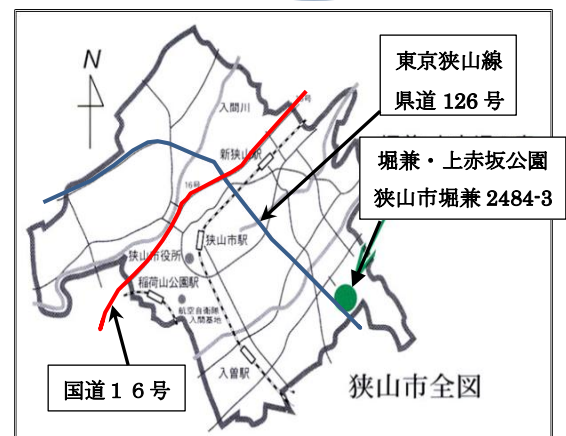 N
東京狭山線
県道 126 号
入間川
号
新狭山駅
堀兼・上赤坂公園
狭山市堀兼 2484-3
16号
狭山市駅
狭山市役所
稲荷山公園駅
航空自衛隊
入間基地
国道１６号
入曽駅
狭山市全図